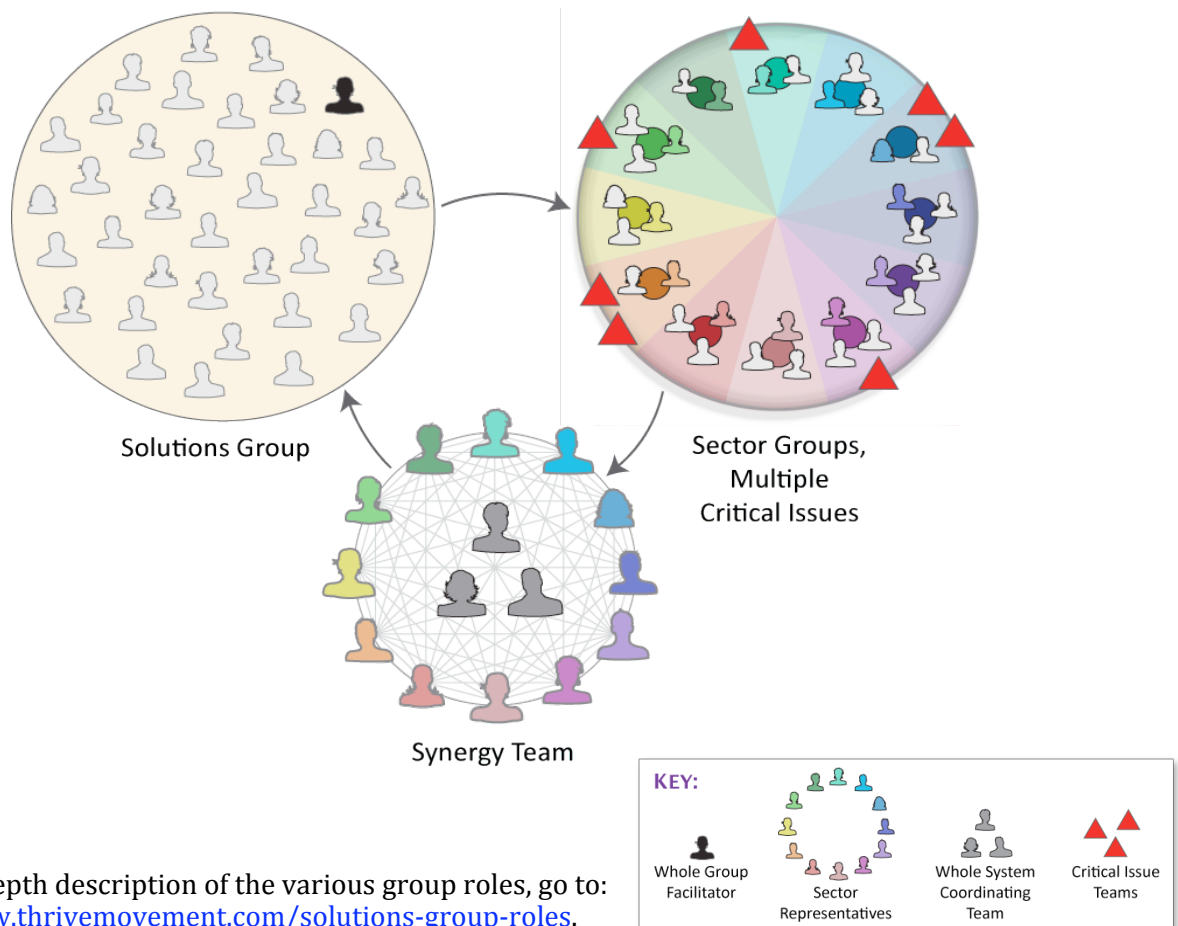 Solutions Group
Sector Groups,
Multiple
Critical Issues
Synergy Team
KEY:
Whole Group
Facilitator
Sector
Representatives
Whole System
Coordinating
Team
Critical Issue
Teams
epth description of the various group roles, go to:
w.thrivemovement.com/solutions-group-roles.